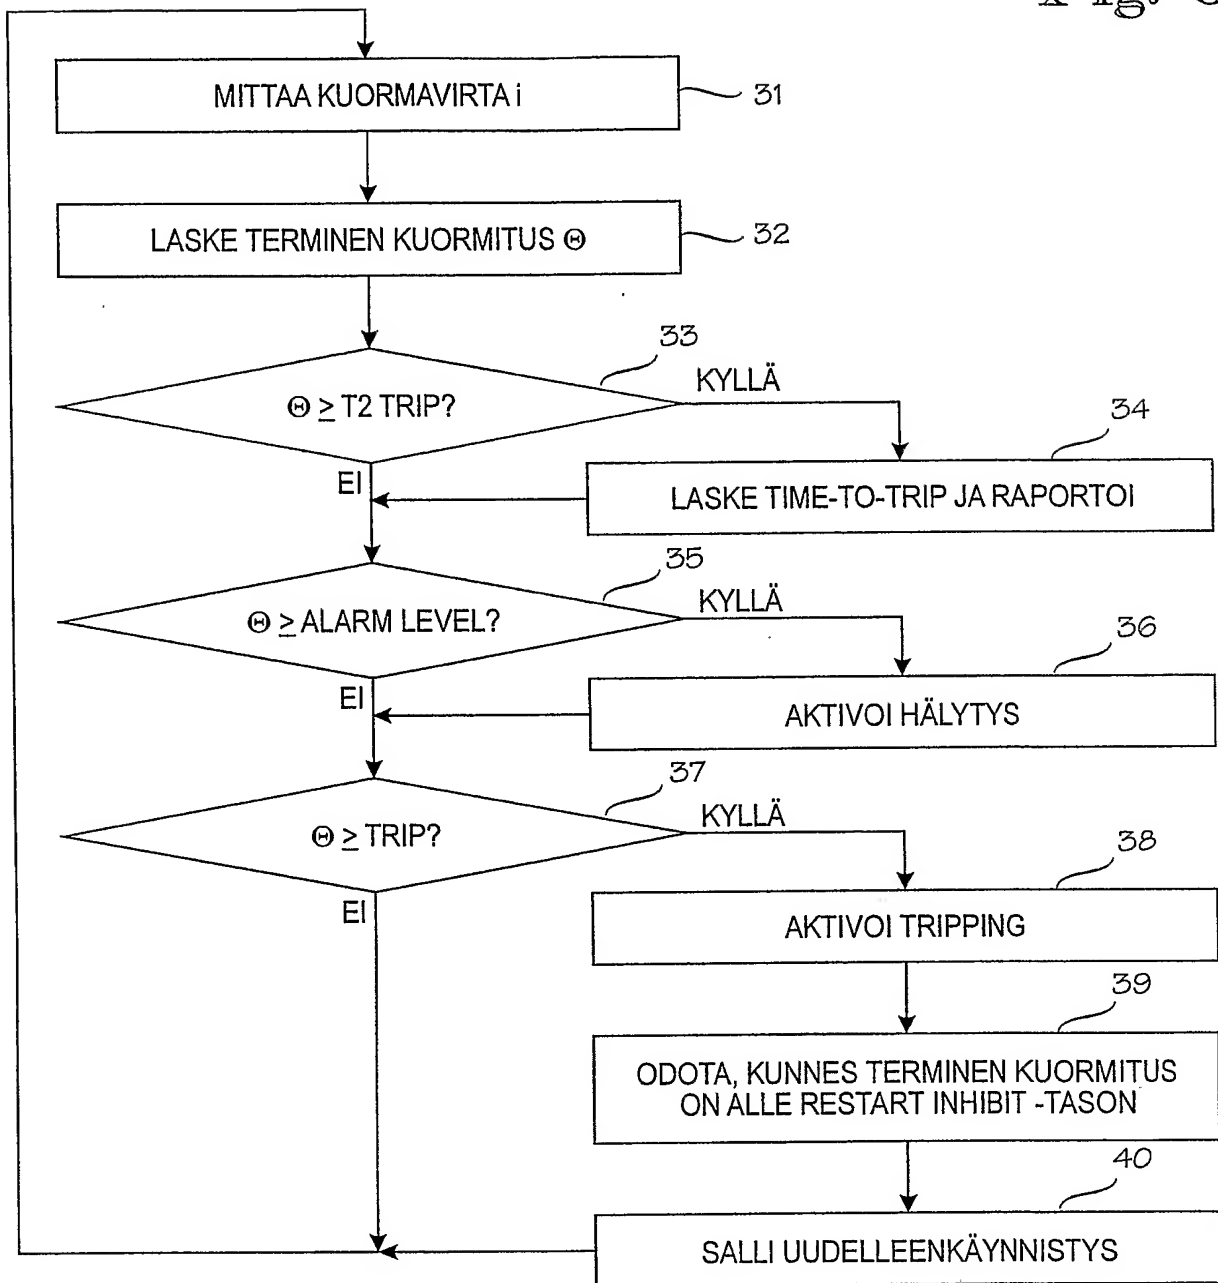 Fig.
MITTAA KUORMAVIRTA i
31
LASKE TERMINEN KUORMITUS Θ
32
33
Θ ≥ T2 TRIP?
KYLLÄ
EI
34
LASKE TIME-TO-TRIP JA RAPORTOI
35
Θ ≥ ALARM LEVEL?
KYLLÄ
EI
36
AKTIVOI HÄLYTYS
37
Θ ≥ TRIP?
KYLLÄ
EI
38
AKTIVOI TRIPPING
39
ODOTA, KUNNES TERMINEN KUORMITUS
ON ALLE RESTART INHIBIT -TASON
40
SALLI UUDELLEENKÄYNNISTYS